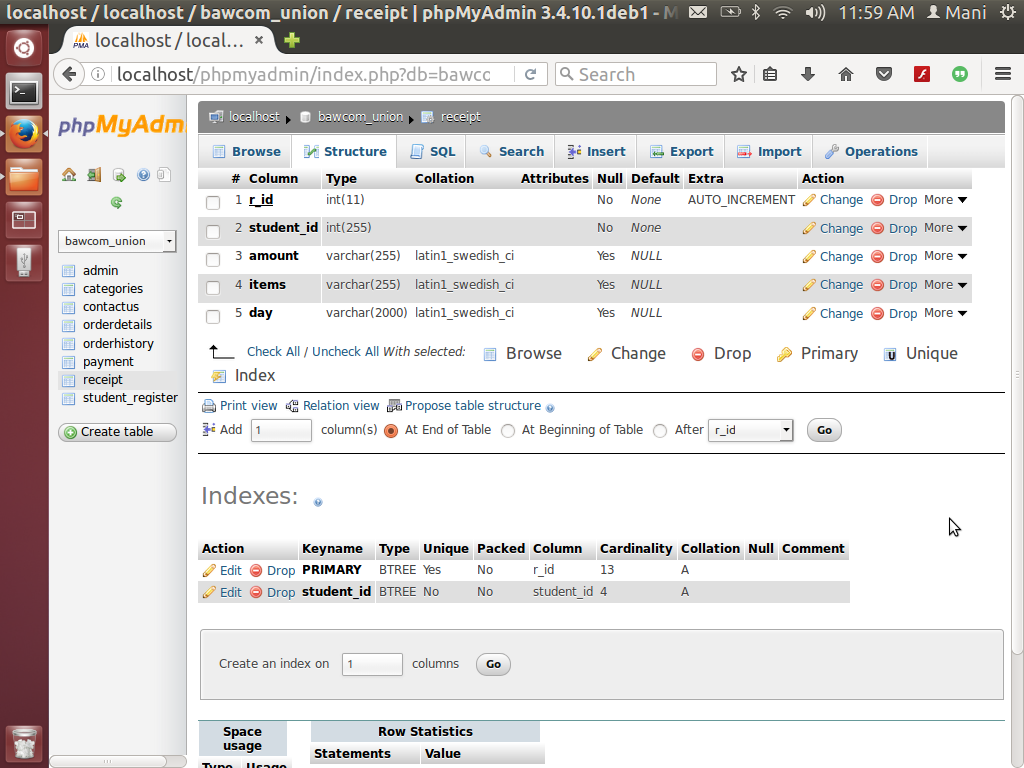 localhost / localhost / bawcom_union / receipt | phpMyAdmin 3.4.10.1deb1 - M 11:59 AM Mani
PMA localhost / local... ×
localhost/phpmyadmin/index.php?db=bawco Search
phpMyAdm
localhost ▸ bawcom_union ▸ receipt
Browse Structure SQL Search Insert Export Import Operations
# Column Type Collation Attributes Null Default Extra Action
1 r_id int(11) No None AUTO_INCREMENT Change Drop More
2 student_id int(255) No None Change Drop More
3 amount varchar(255) latin1_swedish_ci Yes NULL Change Drop More
4 items varchar(255) latin1_swedish_ci Yes NULL Change Drop More
5 day varchar(2000) latin1_swedish_ci Yes NULL Change Drop More
bawcom_union
admin
categories
contactus
orderdetails
orderhistory
payment
receipt
student_register
Create table
Check All / Uncheck All With selected: Browse Change Drop Primary Unique
Index
Print view Relation view Propose table structure
Add 1 column(s) At End of Table At Beginning of Table After r_id Go
Indexes:
Action Keyname Type Unique Packed Column Cardinality Collation Null Comment
Edit Drop PRIMARY BTREE Yes No r_id 13 A
Edit Drop student_id BTREE No No student_id 4 A
Create an index on 1 columns Go
Space usage
Row Statistics
Type Usage
Statements Value